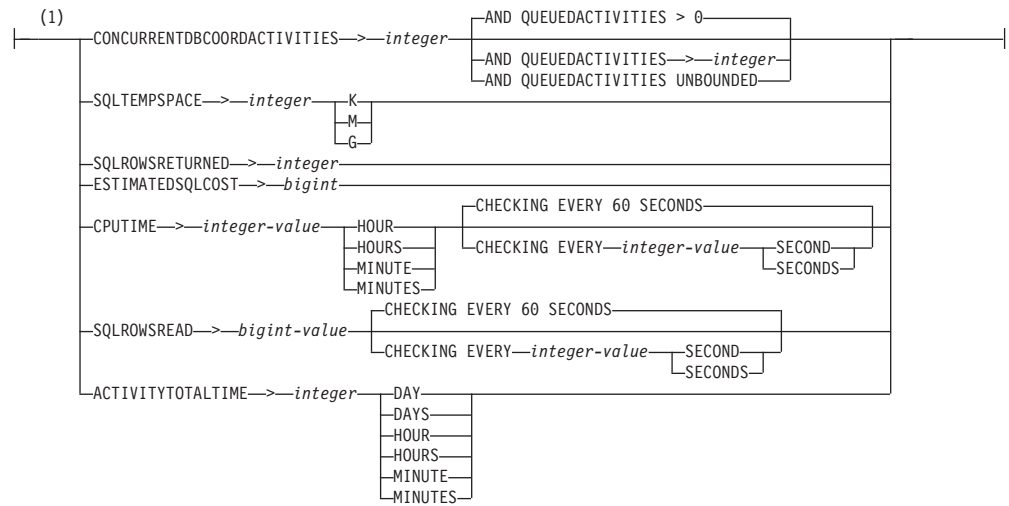 (1)
AND QUEUEDACTIVITIES > 0
CONCURRENTDBCOORDACTIVITIES > integer
AND QUEUEDACTIVITIES > integer
AND QUEUEDACTIVITIES UNBOUNDED
SQLTEMPSPACE > integer K
M
G
SQLROWSRETURNED > integer
ESTIMATEDSQLCOST > bigint
CHECKING EVERY 60 SECONDS
CPUTIME > integer-value HOUR
HOURS CHECKING EVERY integer-value SECOND
MINUTE SECONDS
MINUTES
CHECKING EVERY 60 SECONDS
SQLROWSREAD > bigint-value
CHECKING EVERY integer-value SECOND
SECONDS
ACTIVITYTOTALTIME > integer DAY
DAYS
HOUR
HOURS
MINUTE
MINUTES